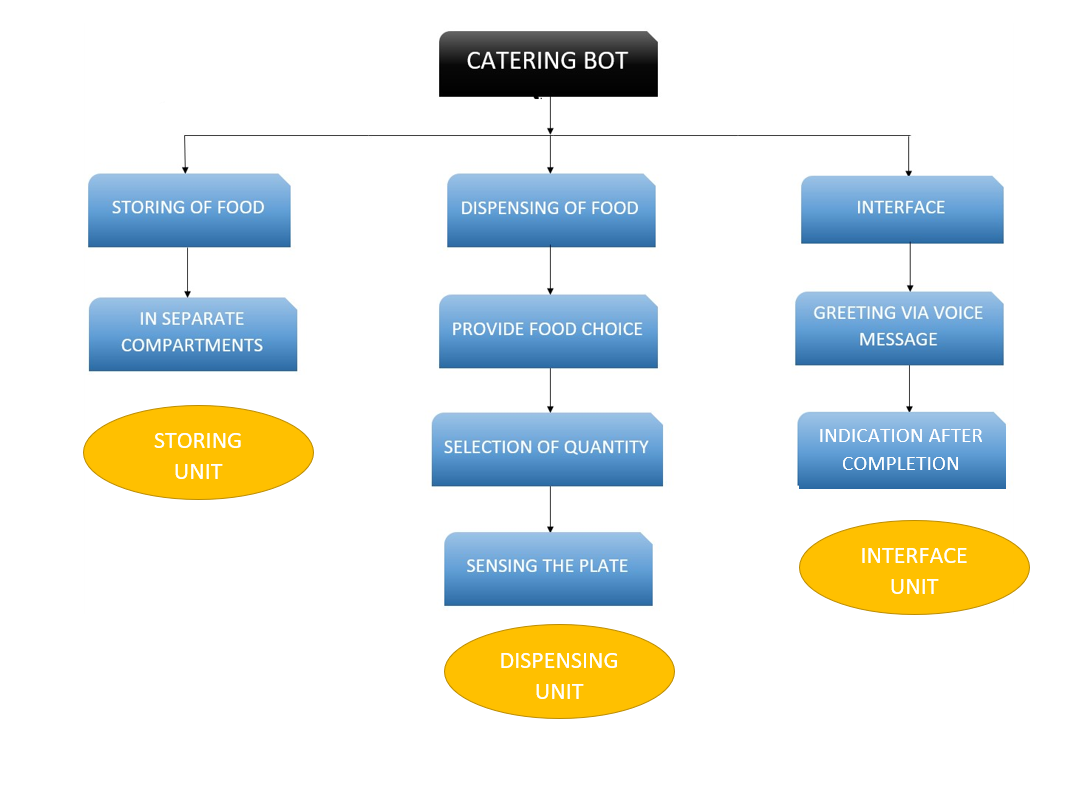 CATERING BOT
STORING OF FOOD
DISPENSING OF FOOD
INTERFACE
IN SEPARATE
COMPARTMENTS
PROVIDE FOOD CHOICE
GREETING VIA VOICE
MESSAGE
STORING
UNIT
SELECTION OF QUANTITY
INDICATION AFTER
COMPLETION
SENSING THE PLATE
INTERFACE
UNIT
DISPENSING
UNIT